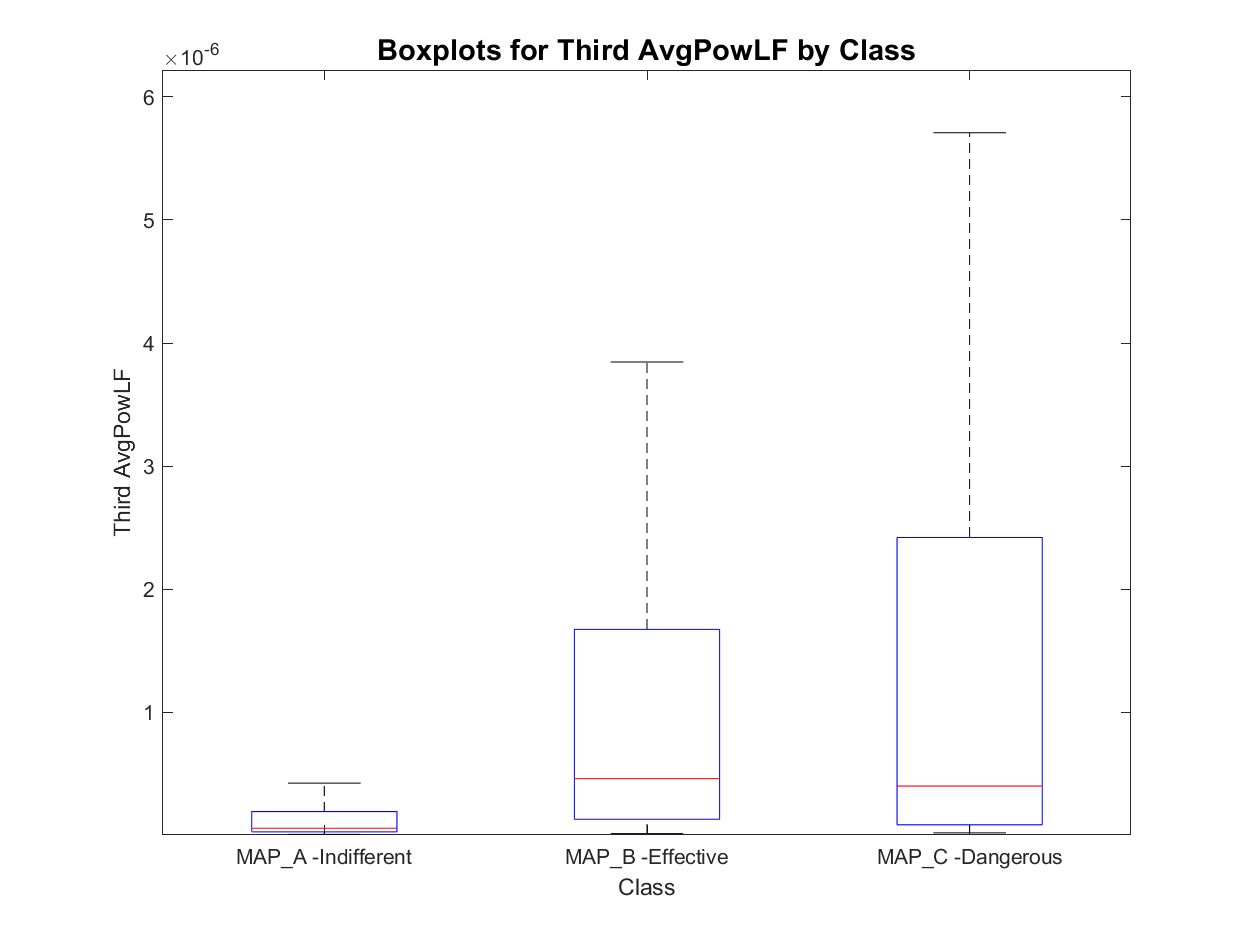 Boxplots for Third AvgPowLF by Class
×10-6
6
5
4
3
2
1
Third AvgPowLF
MAP_A -Indifferent
MAP_B -Effective
MAP_C -Dangerous
Class